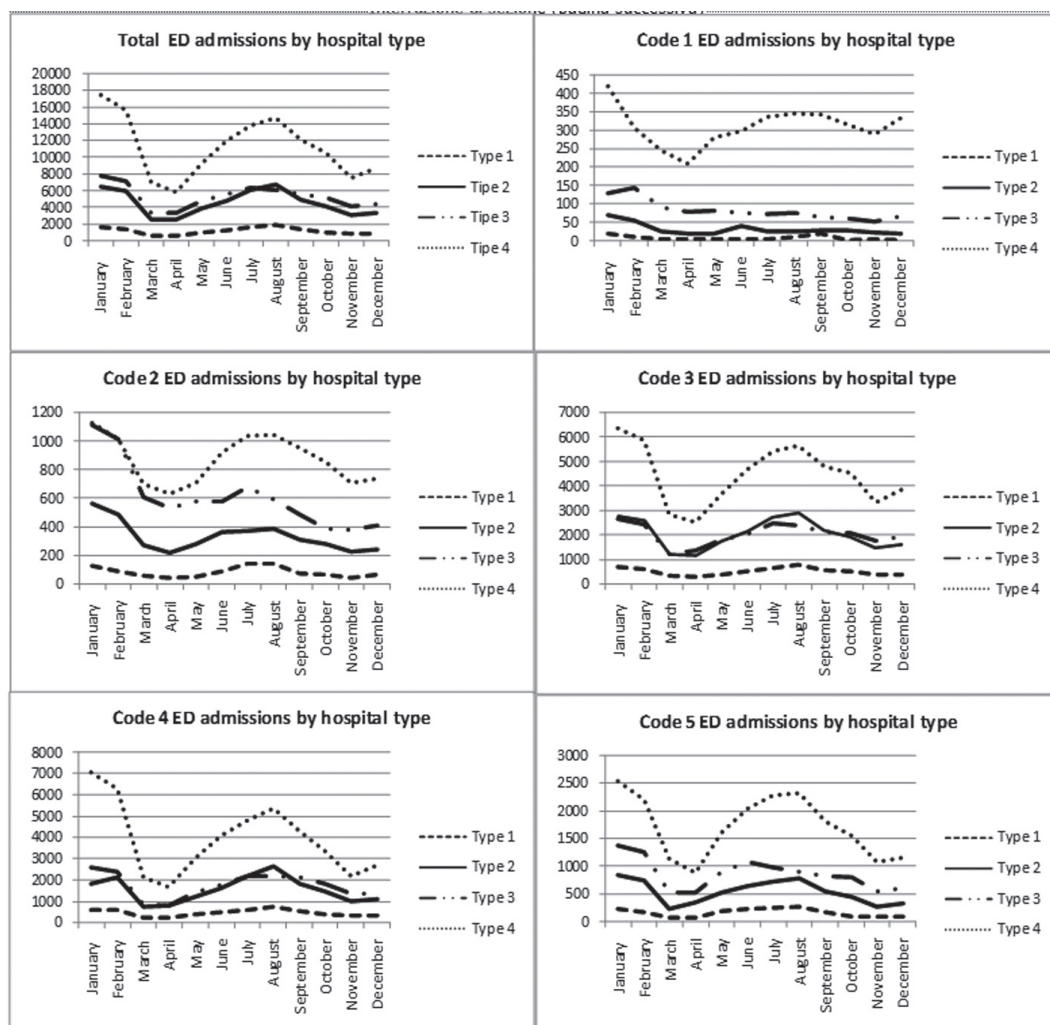 Total ED admissions by hospital type
20000
18000
16000
14000
12000
10000
8000
6000
4000
2000
0
January
February
March
April
May
June
July
August
September
October
November
December
Type 1
Tipe 2
Tipe 3
Tipe 4
Code 1 ED admissions by hospital type
450
400
350
300
250
200
150
100
50
0
January
February
March
April
May
June
July
August
September
October
November
December
Type 1
Type 2
Type 3
Type 4
Code 2 ED admissions by hospital type
1200
1000
800
600
400
200
0
January
February
March
April
May
June
July
August
September
October
November
December
Type 1
Type 2
Type 3
Type 4
Code 3 ED admissions by hospital type
7000
6000
5000
4000
3000
2000
1000
0
January
February
March
April
May
June
July
August
September
October
November
December
Type 1
Type 2
Type 3
Type 4
Code 4 ED admissions by hospital type
8000
7000
6000
5000
4000
3000
2000
1000
0
January
February
March
April
May
June
July
August
September
October
November
December
Type 1
Type 2
Type 3
Type 4
Code 5 ED admissions by hospital type
3000
2500
2000
1500
1000
500
0
January
February
March
April
May
June
July
August
September
October
November
December
Type 1
Type 2
Type 3
Type 4